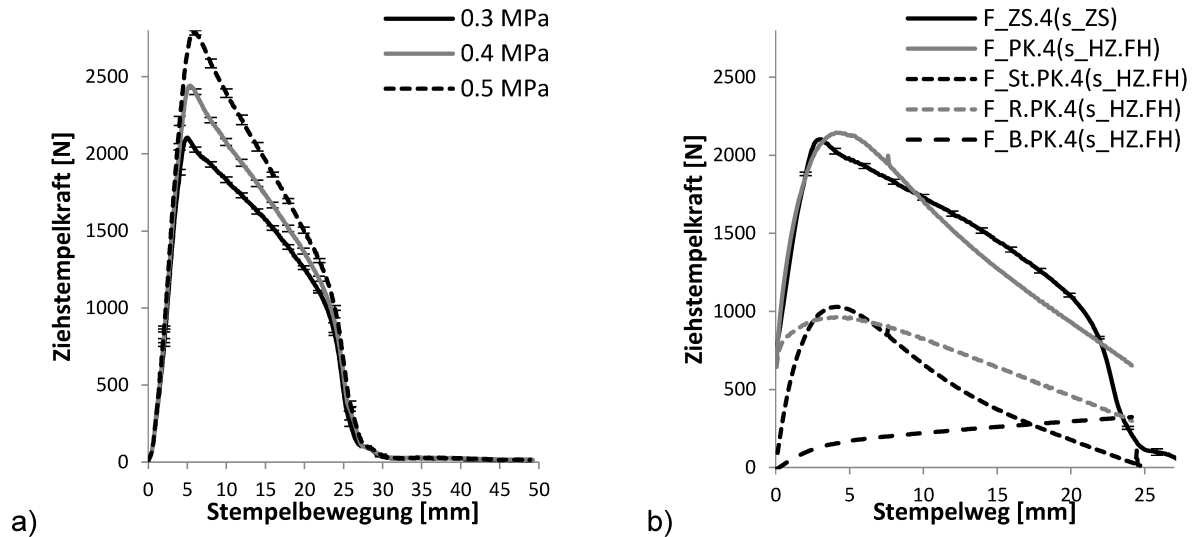 0.3 MPa
0.4 MPa
0.5 MPa
Ziehstempelkraft [N]
2500
2000
1500
1000
500
0
0 5 10 15 20 25 30 35 40 45 50
Stempelbewegung [mm]
a)
F_ZS.4(s_ZS)
F_PK.4(s_HZ.FH)
F_St.PK.4(s_HZ.FH)
F_R.PK.4(s_HZ.FH)
F_B.PK.4(s_HZ.FH)
Ziehstempelkraft [N]
2500
2000
1500
1000
500
0
0 5 10 15 20 25
Stempelweg [mm]
b)